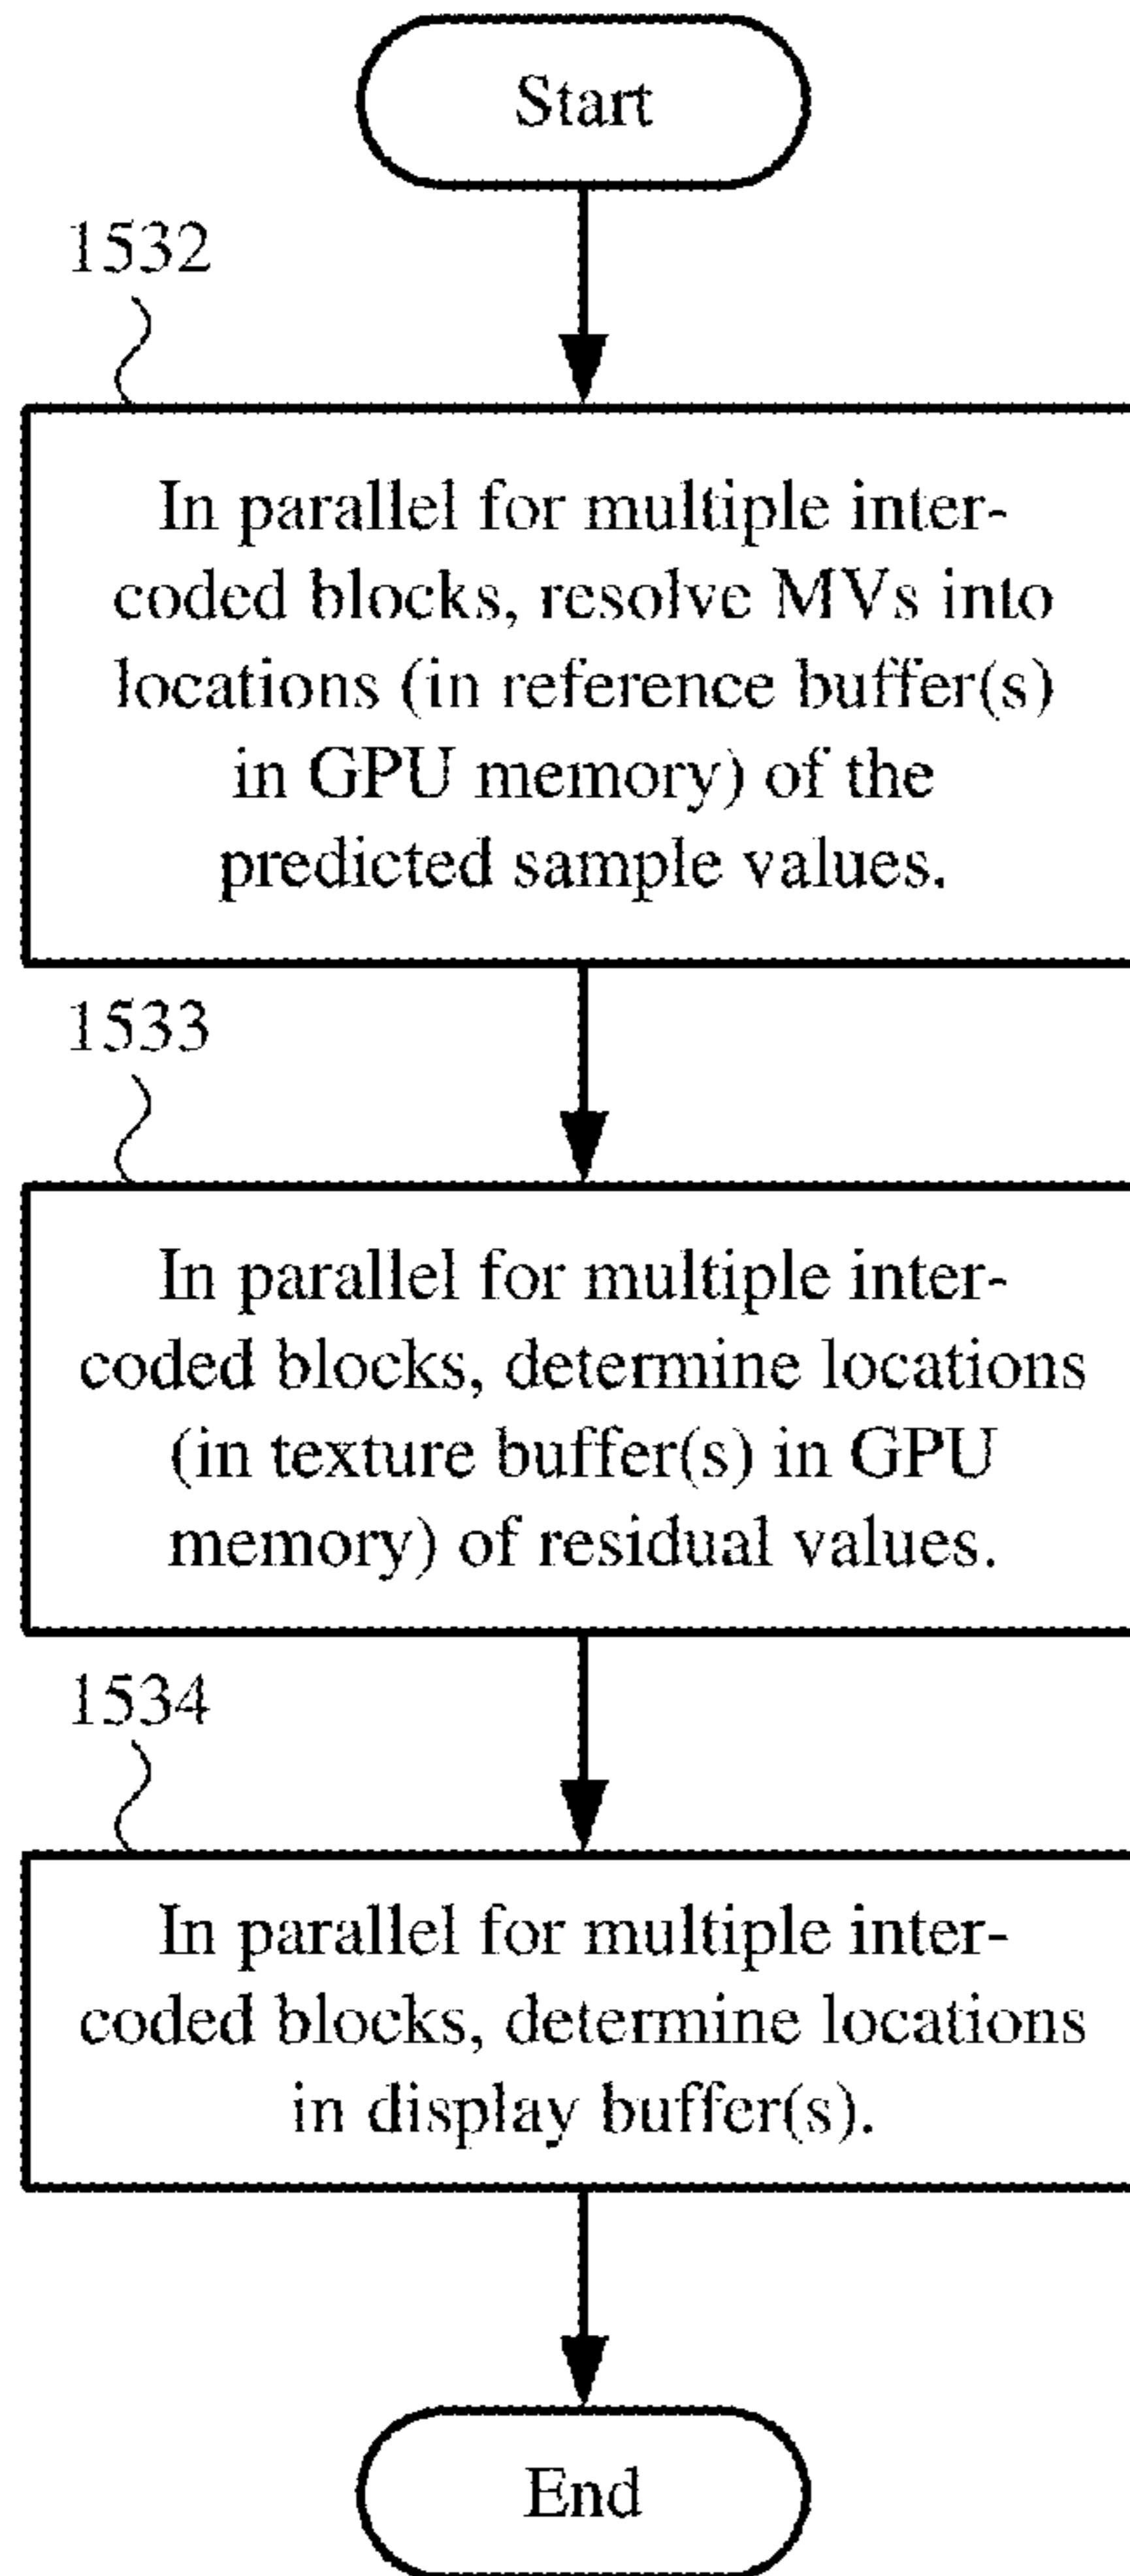 Start
1532
In parallel for multiple inter-
coded blocks, resolve MVs into
locations (in reference buffer(s)
in GPU memory) of the
predicted sample values.
1533
In parallel for multiple inter-
coded blocks, determine locations
(in texture buffer(s) in GPU
memory) of residual values.
1534
In parallel for multiple inter-
coded blocks, determine locations
in display buffer(s).
End